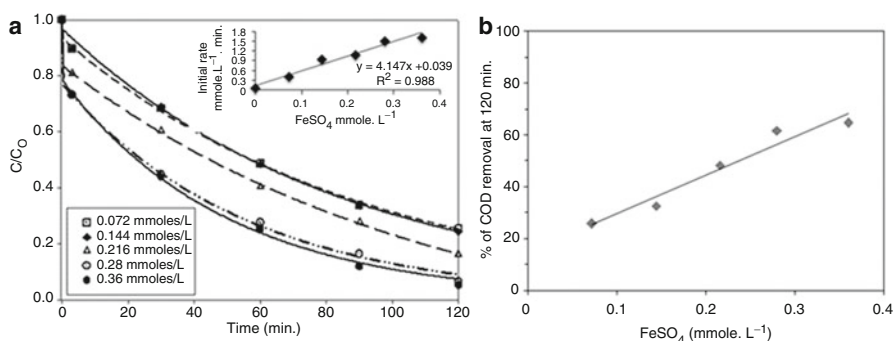 a
C/C_O
1.0
0.8
0.6
0.4
0.2
0.0
0
20
40
60
80
100
120
Time (min.)
0.072 mmoles/L
0.144 mmoles/L
0.216 mmoles/L
0.28 mmoles/L
0.36 mmoles/L
Initial rate
mmole.L⁻¹. min.
1.8
1.5
1.2
0.9
0.6
0.3
0
y = 4.147x +0.039
R² = 0.988
0
0.1
0.2
0.3
0.4
FeSO₄ mmole. L⁻¹
b
% of COD removal at 120 min.
100
80
60
40
20
0
0
0.1
0.2
0.3
0.4
FeSO₄ (mmole. L⁻¹)